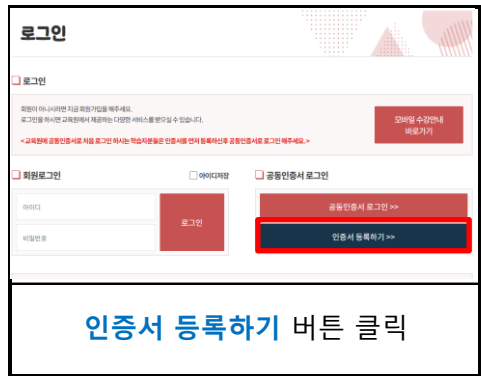 로그인
로그인
회원이 아니시라면 지금 회원가입을 해주세요.
로그인을 하시면 교육원에서 제공하는 다양한 서비스를 받으실 수 있습니다.
<교육원에 공동인증서로 처음 로그인 하시는 학습자분들은 인증서를 먼저 등록하신후 공동인증서로 로그인 해주세요.>
모바일 수강안내
바로가기
회원로그인
아이디저장
아이디
비밀번호
로그인
공동인증서 로그인
공동인증서 로그인 >>
인증서 등록하기 >>
인증서 등록하기 버튼 클릭